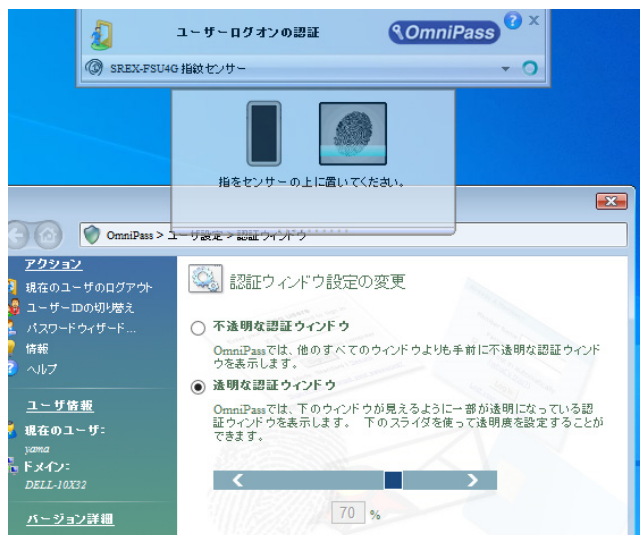 ユーザーログオンの認証
OmniPass
SREX-FSU4G 指紋センサー
指をセンサーの上に置いてください。
OmniPass > ユーザ設定 > 認証ウィンドウ
アクション
現在のユーザのログアウト
ユーザーIDの切り替え
パスワードウィザード...
情報
ヘルプ
ユーザ情報
現在のユーザ:
yama
ドメイン:
DELL-10X32
バージョン詳細
認証ウィンドウ設定の変更
不透明な認証ウィンドウ
OmniPassでは、他のすべてのウィンドウよりも手前に不透明な認証ウィンド
ウを表示します。
透明な認証ウィンドウ
OmniPassでは、下のウィンドウが見えるように一部が透明になっている認
証ウィンドウを表示します。 下のスライダを使って透明度を設定することが
できます。
70 %